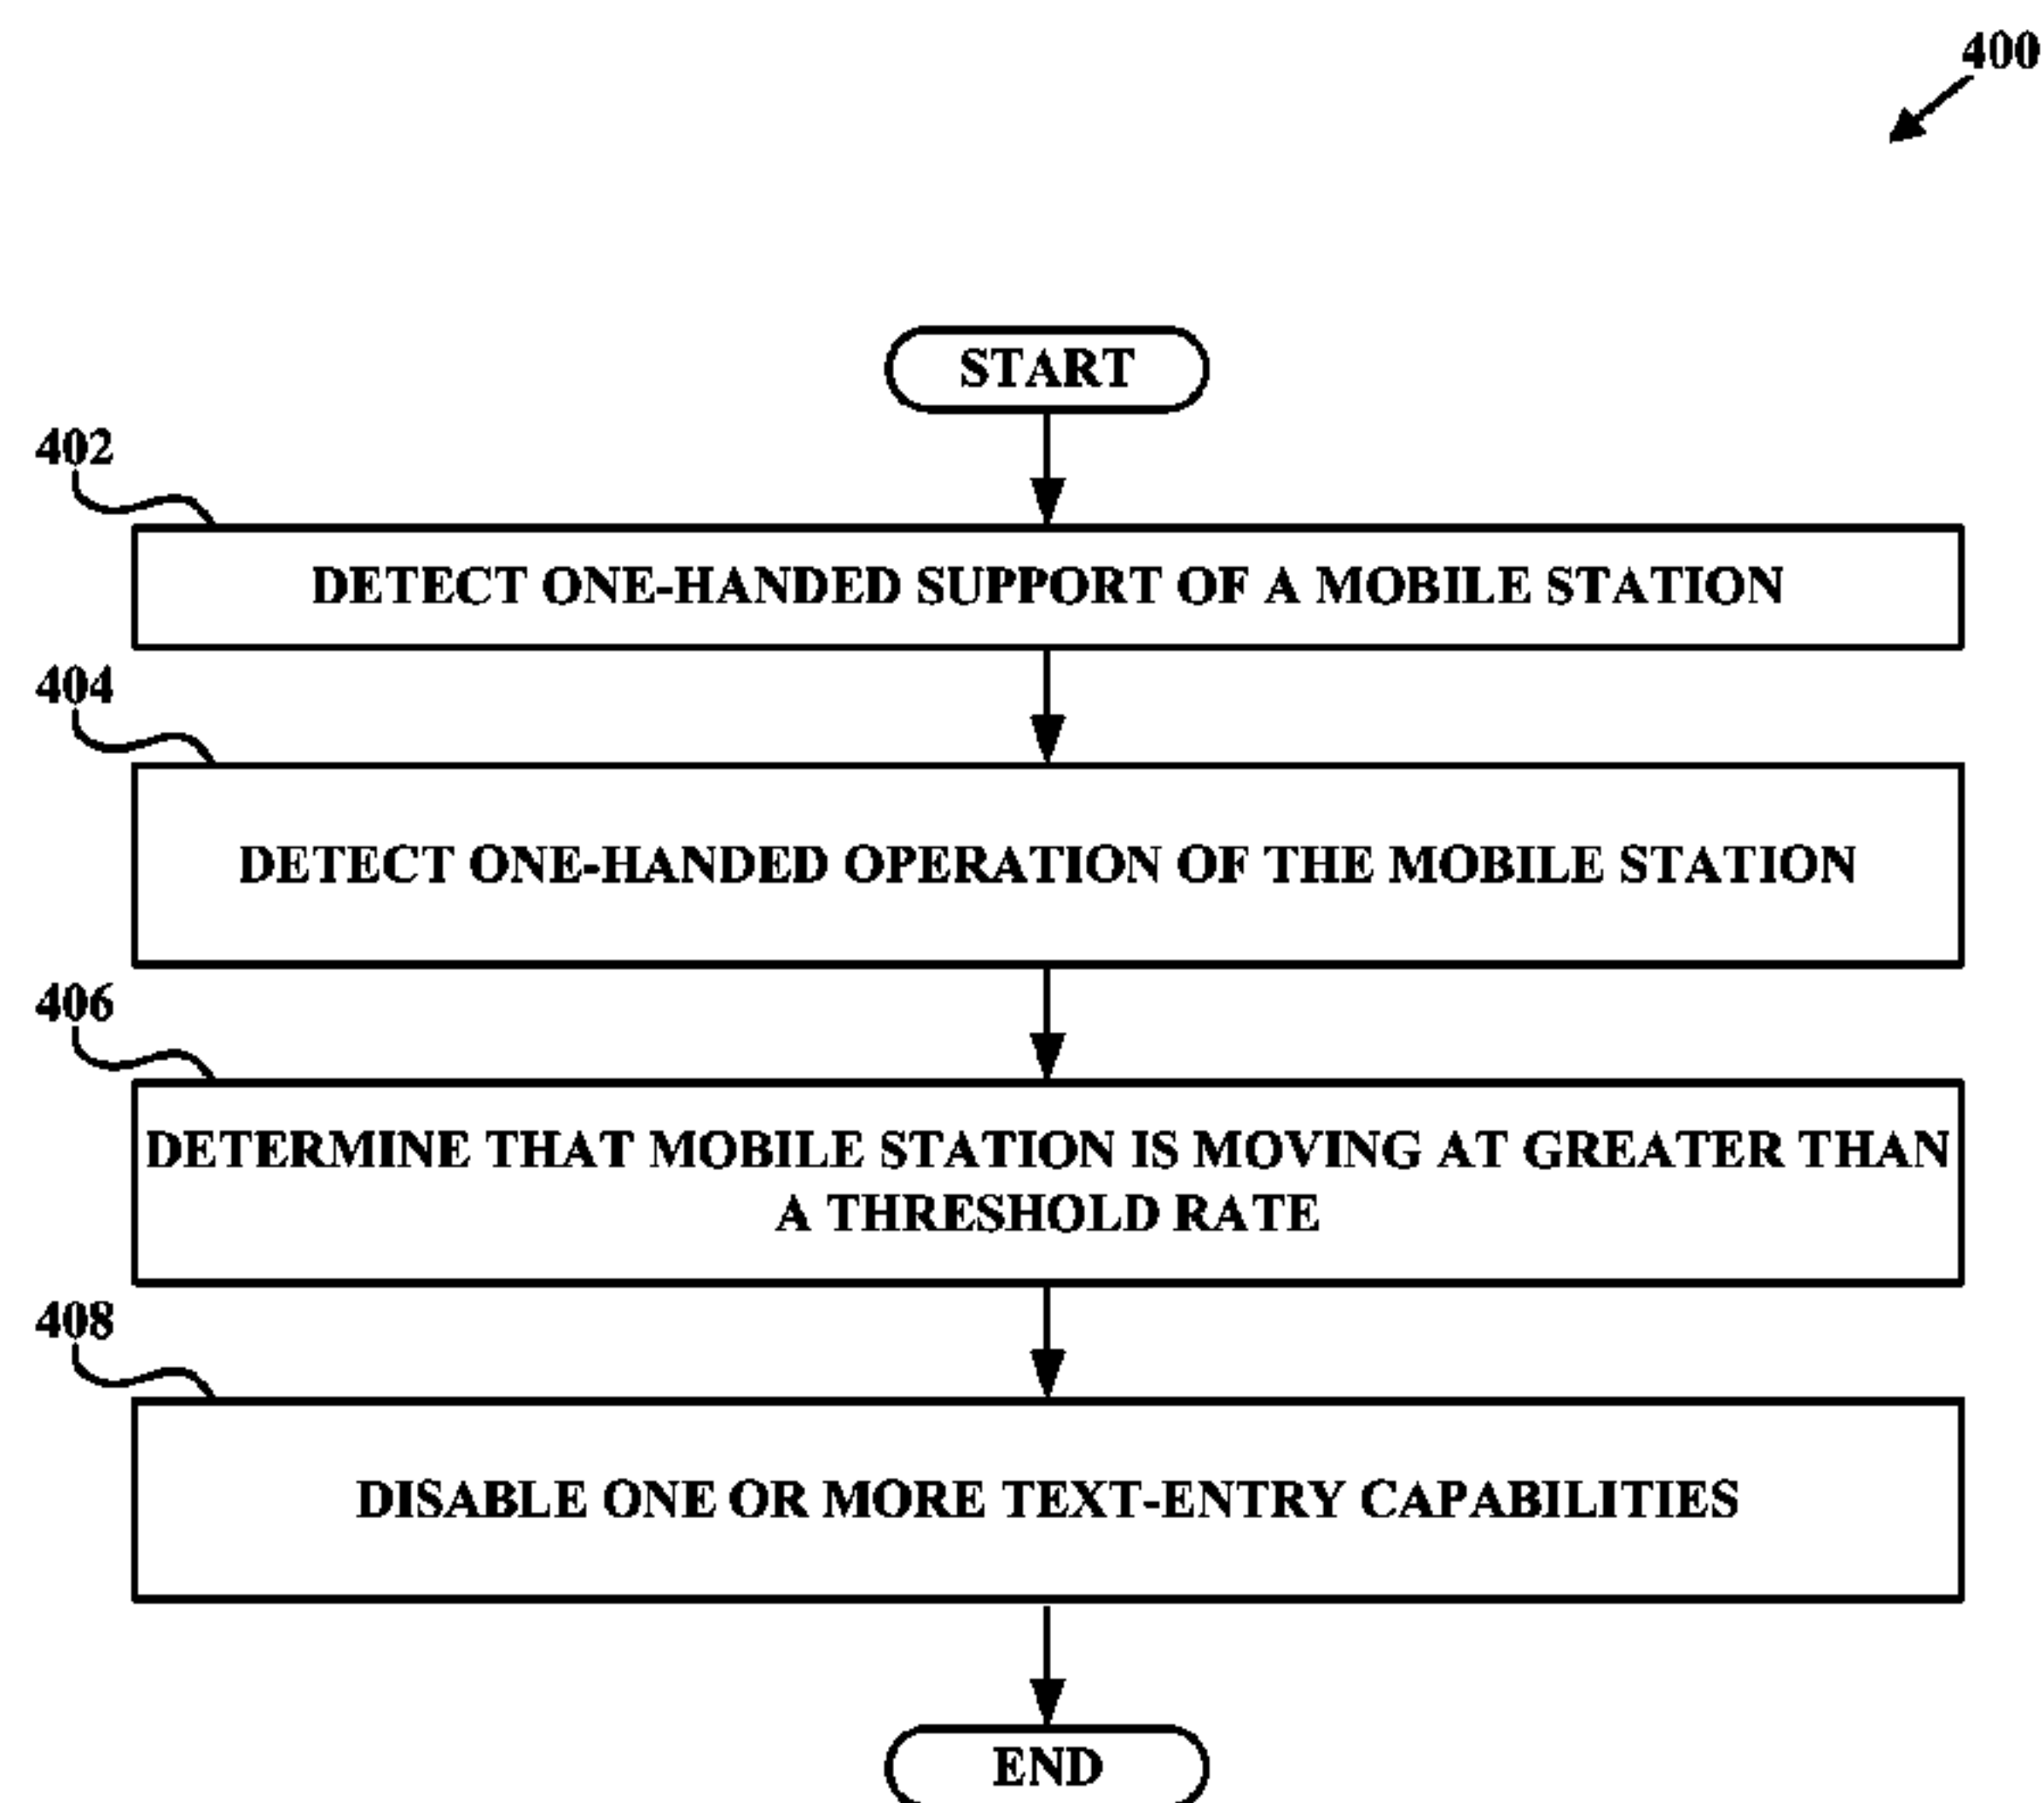 400
START
402
DETECT ONE-HANDED SUPPORT OF A MOBILE STATION
404
DETECT ONE-HANDED OPERATION OF THE MOBILE STATION
406
DETERMINE THAT MOBILE STATION IS MOVING AT GREATER THAN
A THRESHOLD RATE
408
DISABLE ONE OR MORE TEXT-ENTRY CAPABILITIES
END